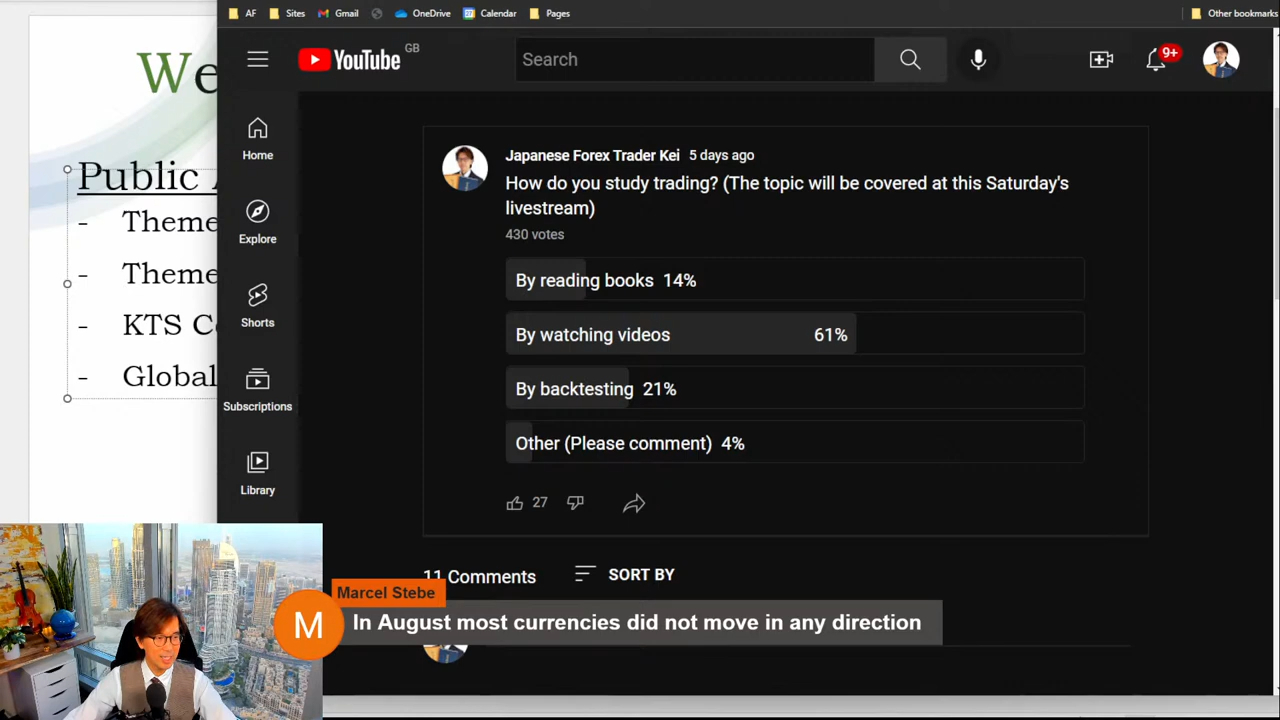 AF
Sites
Gmail
OneDrive
Calendar
Pages
Other bookmarks
YouTube GB
Search
9+
We
Public A
- Theme
- Theme
- KTS Co
- Global
Home
Explore
Shorts
Subscriptions
Library
Japanese Forex Trader Kei 5 days ago
How do you study trading? (The topic will be covered at this Saturday's
livestream)
430 votes
By reading books 14%
By watching videos 61%
By backtesting 21%
Other (Please comment) 4%
27
11 Comments
SORT BY
Marcel Stebe
M
In August most currencies did not move in any direction